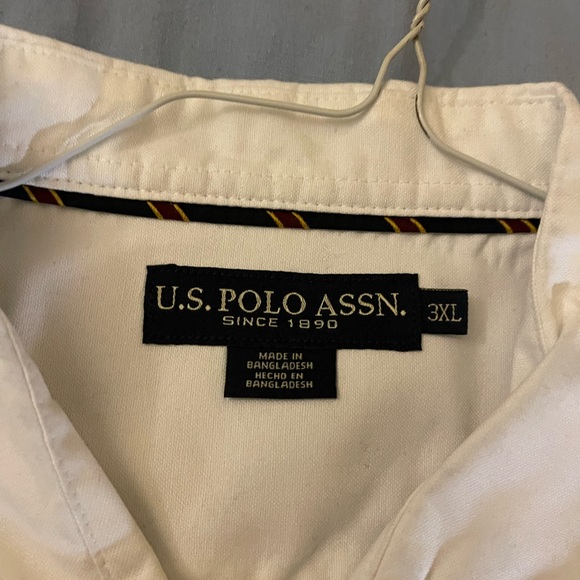 U.S. POLO ASSN.
SINCE 1890
3XL
MADE IN
BANGLADESH
HECHO EN
BANGLADESH